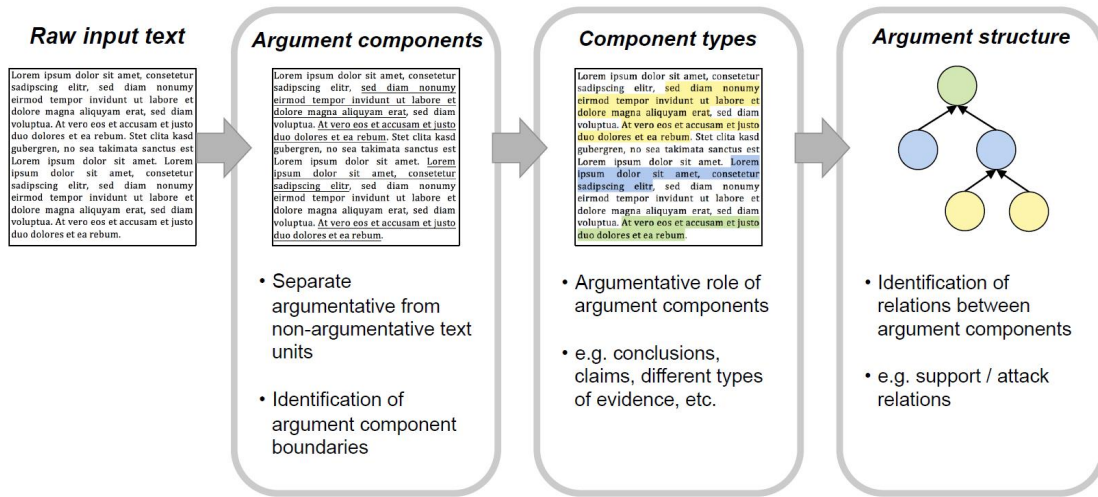 Raw input text
Lorem ipsum dolor sit amet, consetetur
sadipscing elitr, sed diam nonumy
eirmod tempor invidunt ut labore et
dolore magna aliquyam erat, sed diam
voluptua. At vero eos et accusam et justo
duo dolores et ea rebum. Stet clita kasd
gubergren, no sea takimata sanctus est
Lorem ipsum dolor sit amet. Lorem
ipsum dolor sit amet, consetetur
sadipscing elitr, sed diam nonumy
eirmod tempor invidunt ut labore et
dolore magna aliquyam erat, sed diam
voluptua. At vero eos et accusam et justo
duo dolores et ea rebum.
Argument components
Lorem ipsum dolor sit amet, consetetur
sadipscing elitr, sed diam nonumy
eirmod tempor invidunt ut labore et
dolore magna aliquyam erat, sed diam
voluptua. At vero eos et accusam et justo
duo dolores et ea rebum. Stet clita kasd
gubergren, no sea takimata sanctus est
Lorem ipsum dolor sit amet. Lorem
ipsum dolor sit amet, consetetur
sadipscing elitr, sed diam nonumy
eirmod tempor invidunt ut labore et
dolore magna aliquyam erat, sed diam
voluptua. At vero eos et accusam et justo
duo dolores et ea rebum.
• Separate
argumentative from
non-argumentative text
units
• Identification of
argument component
boundaries
Component types
Lorem ipsum dolor sit amet, consetetur
sadipscing elitr, sed diam nonumy
eirmod tempor invidunt ut labore et
dolore magna aliquyam erat, sed diam
voluptua. At vero eos et accusam et justo
duo dolores et ea rebum. Stet clita kasd
gubergren, no sea takimata sanctus est
Lorem ipsum dolor sit amet. Lorem
ipsum dolor sit amet, consetetur
sadipscing elitr, sed diam nonumy
eirmod tempor invidunt ut labore et
dolore magna aliquyam erat, sed diam
voluptua. At vero eos et accusam et justo
duo dolores et ea rebum.
• Argumentative role of
argument components
• e.g. conclusions,
claims, different types
of evidence, etc.
Argument structure
• Identification of
relations between
argument components
• e.g. support / attack
relations